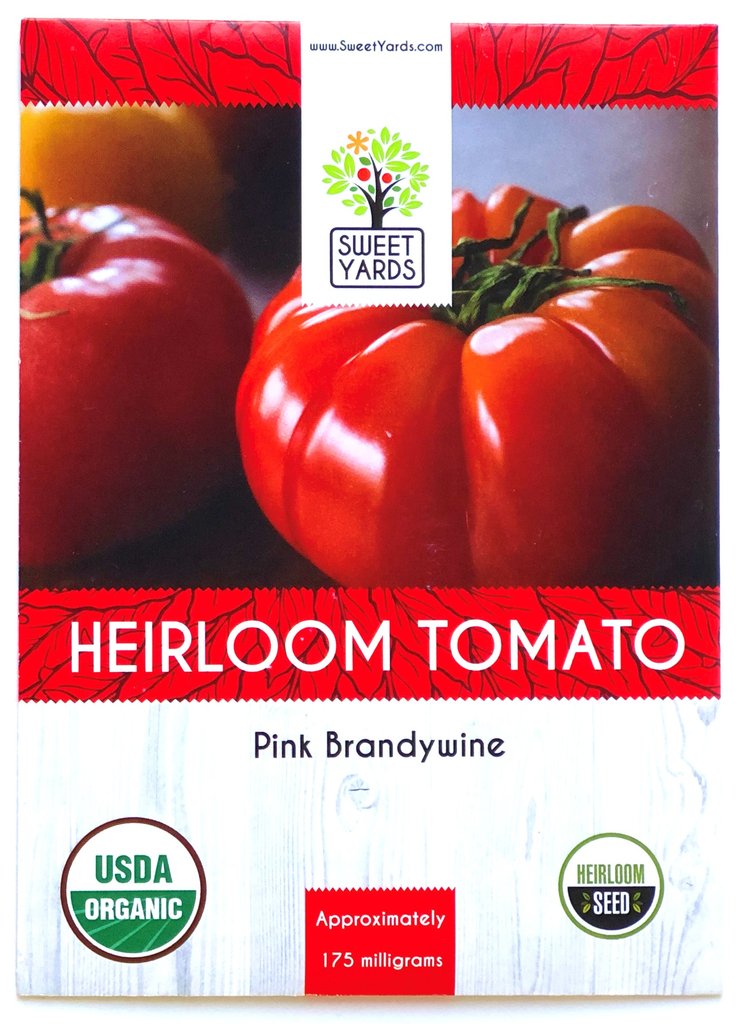 www.SweetYards.com
SWEET
YARDS
HEIRLOOM TOMATO
Pink Brandywine
USDA
ORGANIC
HEIRLOOM
SEED
Approximately
175 milligrams